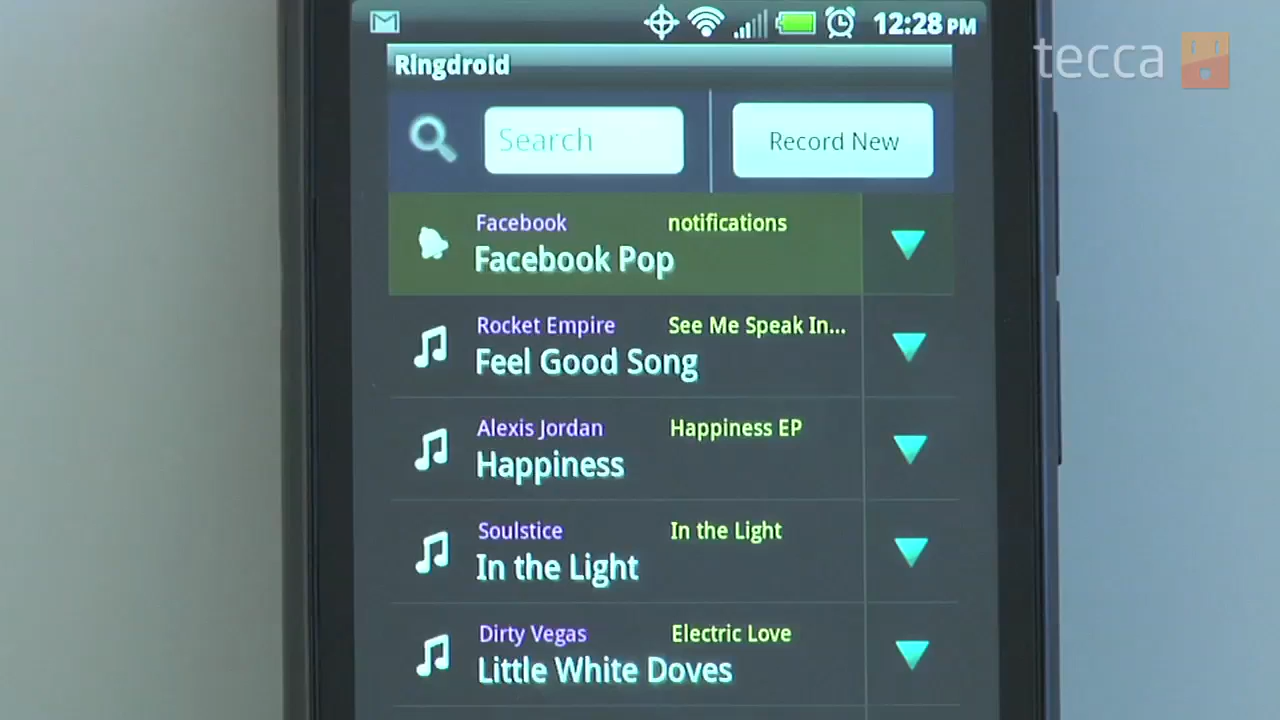 12:28 PM
tecca
Ringdroid
Search
Record New
Facebook notifications
Facebook Pop
Rocket Empire See Me Speak In...
Feel Good Song
Alexis Jordan Happiness EP
Happiness
Soulstice In the Light
In the Light
Dirty Vegas Electric Love
Little White Doves